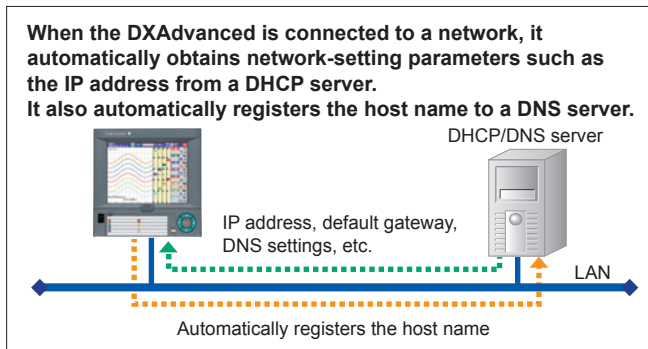 When the DXAdvanced is connected to a network, it
automatically obtains network-setting parameters such as
the IP address from a DHCP server.
It also automatically registers the host name to a DNS server.
DHCP/DNS server
YOKOGAWA
IP address, default gateway,
DNS settings, etc.
LAN
Automatically registers the host name